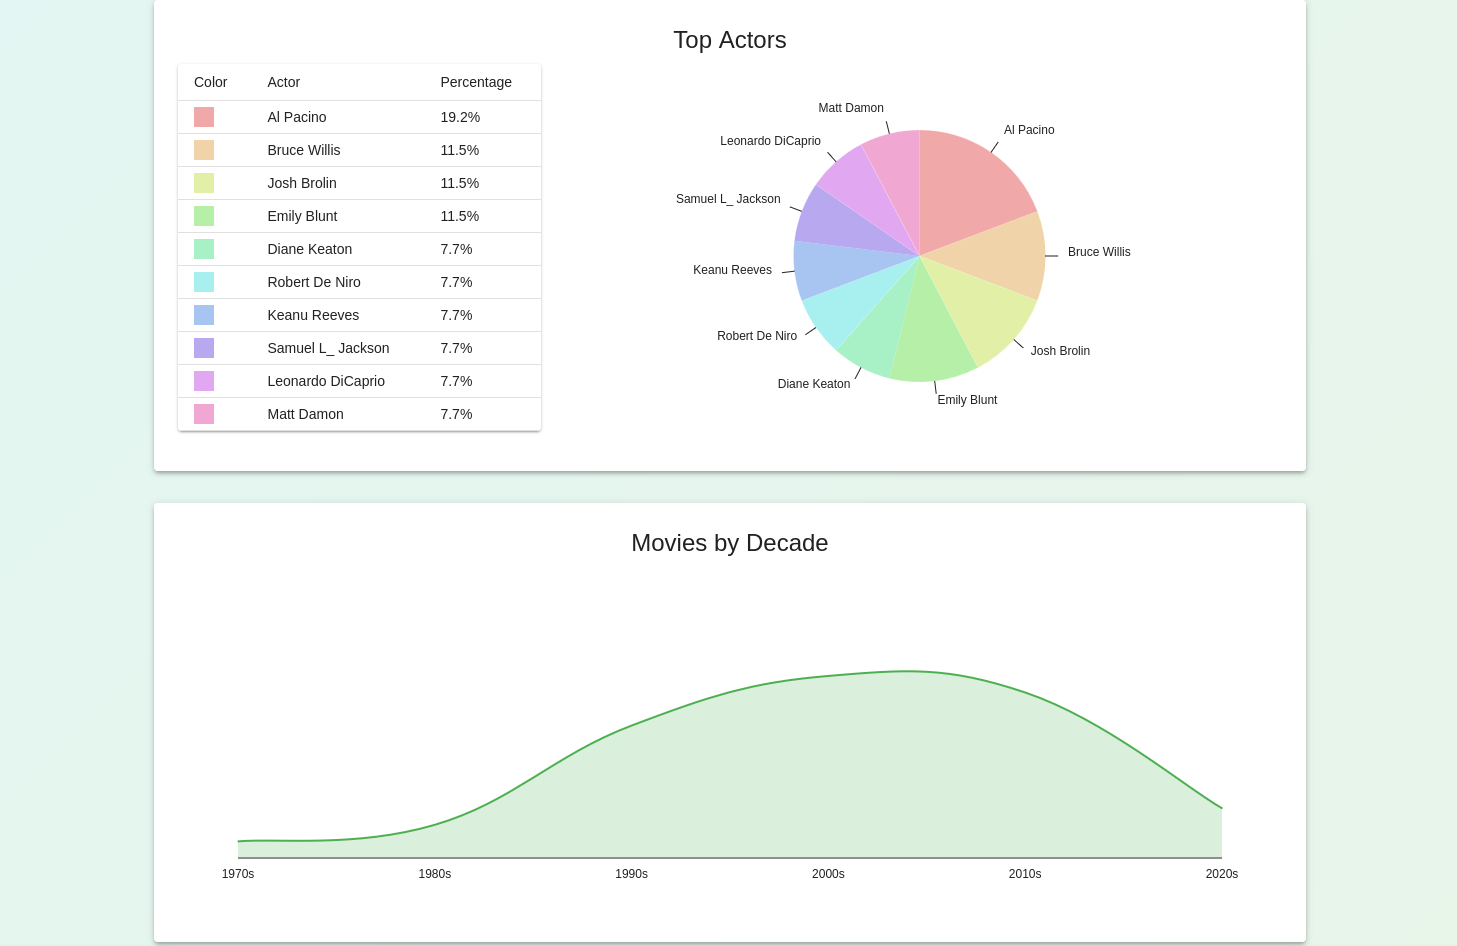 Top Actors
Color Actor Percentage
Al Pacino 19.2%
Bruce Willis 11.5%
Josh Brolin 11.5%
Emily Blunt 11.5%
Diane Keaton 7.7%
Robert De Niro 7.7%
Keanu Reeves 7.7%
Samuel L_ Jackson 7.7%
Leonardo DiCaprio 7.7%
Matt Damon 7.7%
Matt Damon
Al Pacino
Leonardo DiCaprio
Samuel L_ Jackson
Bruce Willis
Keanu Reeves
Robert De Niro
Josh Brolin
Diane Keaton
Emily Blunt
Movies by Decade
1970s 1980s 1990s 2000s 2010s 2020s